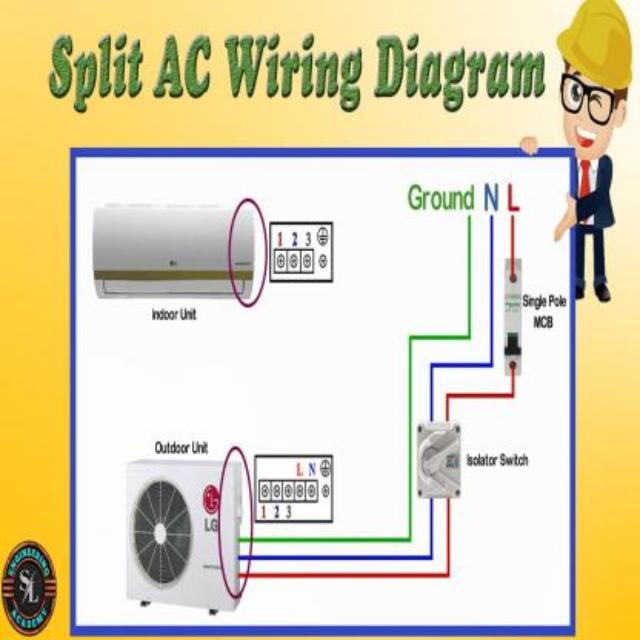 Split AC Wiring Diagram
Ground N L
1 2 3
LG
Indoor Unit
Single Pole
MCB
Outdoor Unit
L N
1 2 3
LG
Isolator Switch
ENGINEERING
SL
ACADEMY